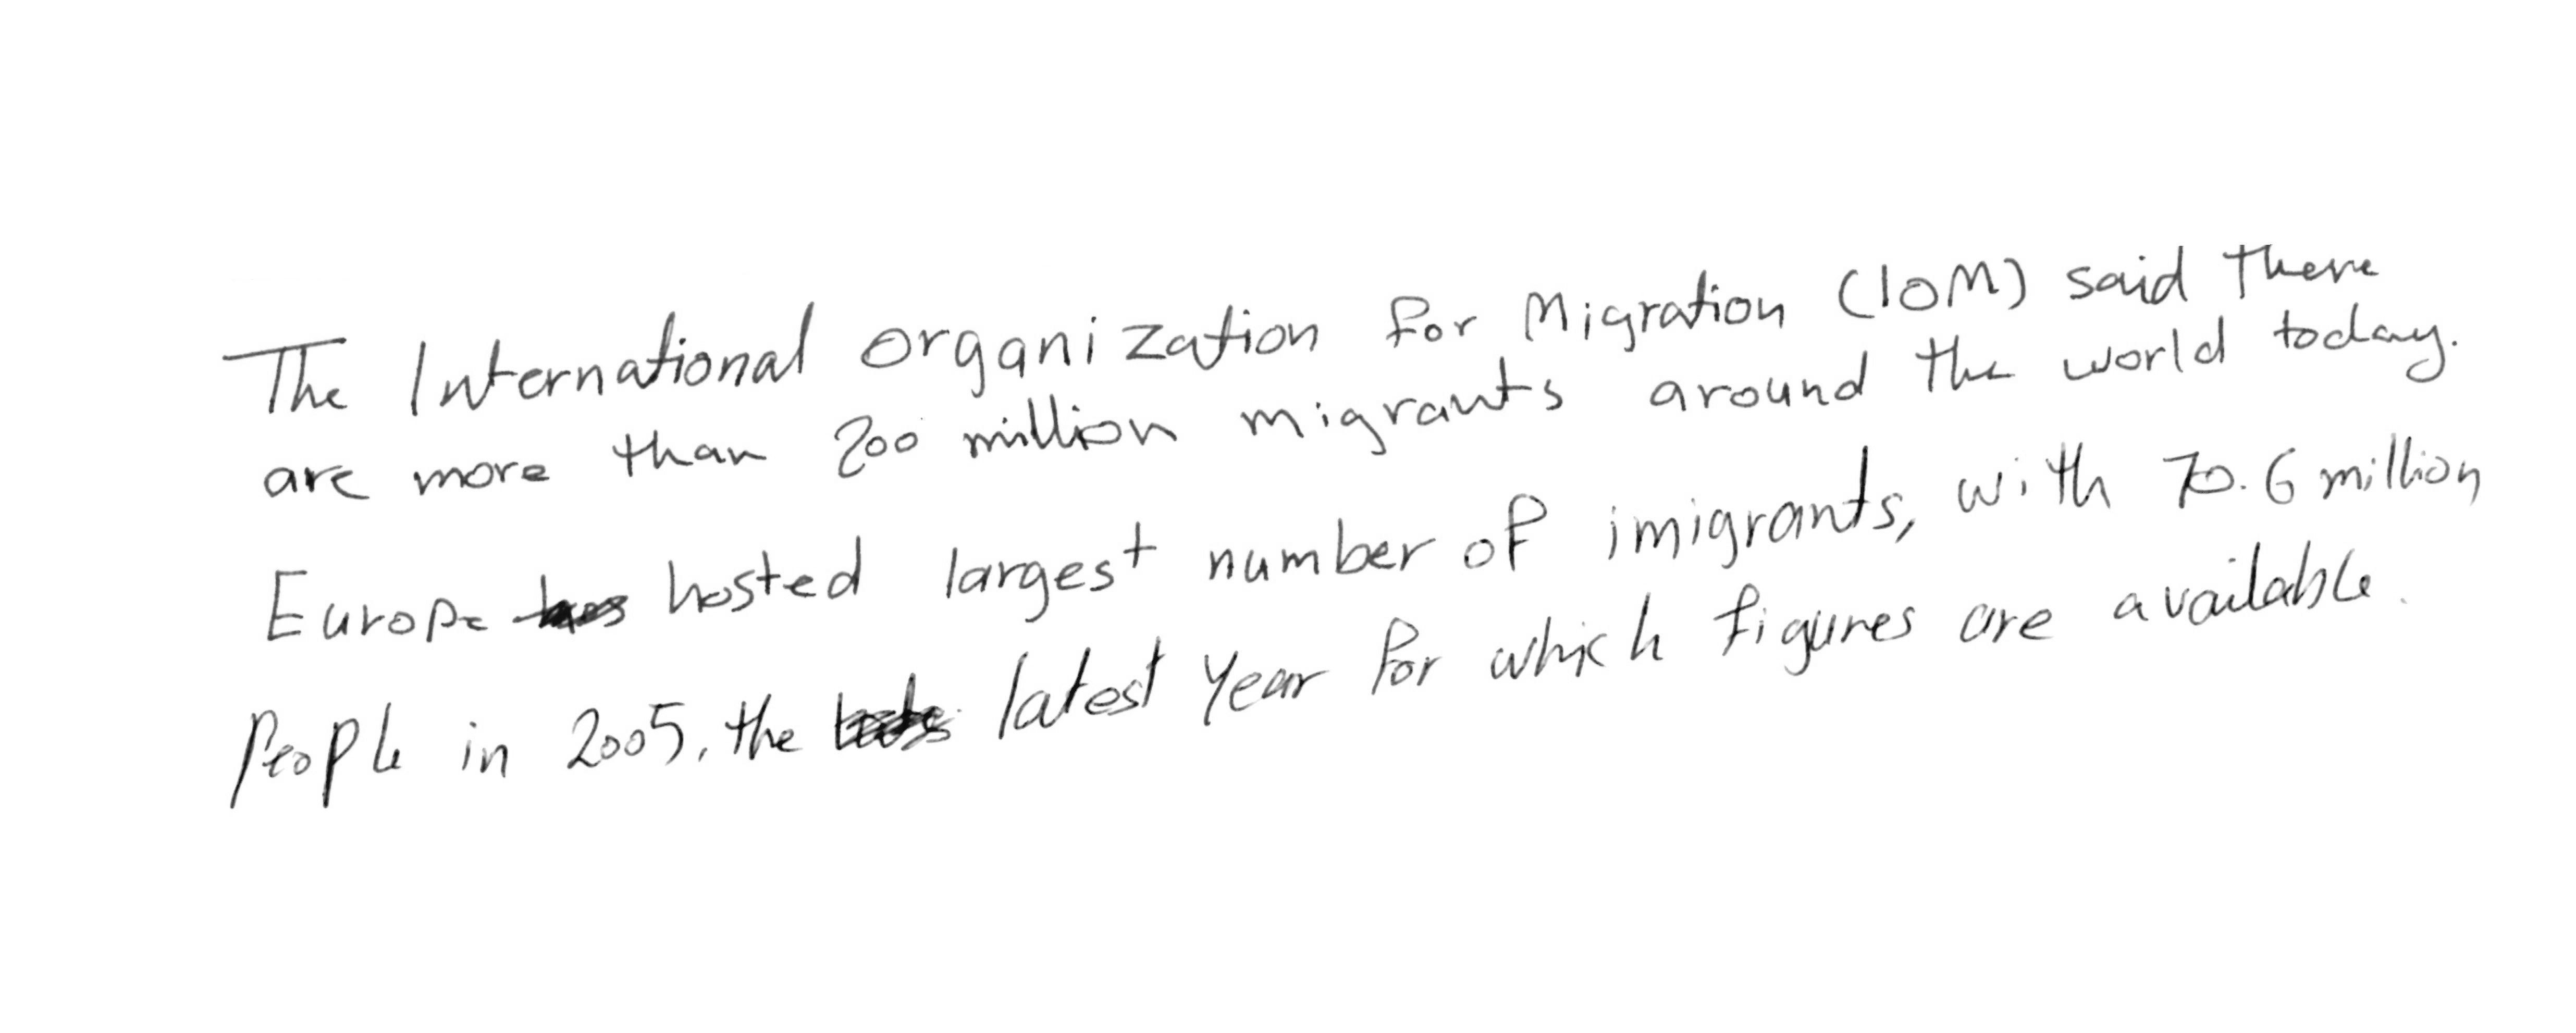 The International organization for Migration (IOM) said there
are more than 200 million migrants around the world today.
Europe hosted largest number of imigrants, with 70.6 million
People in 2005, the latest year for which figures are available.